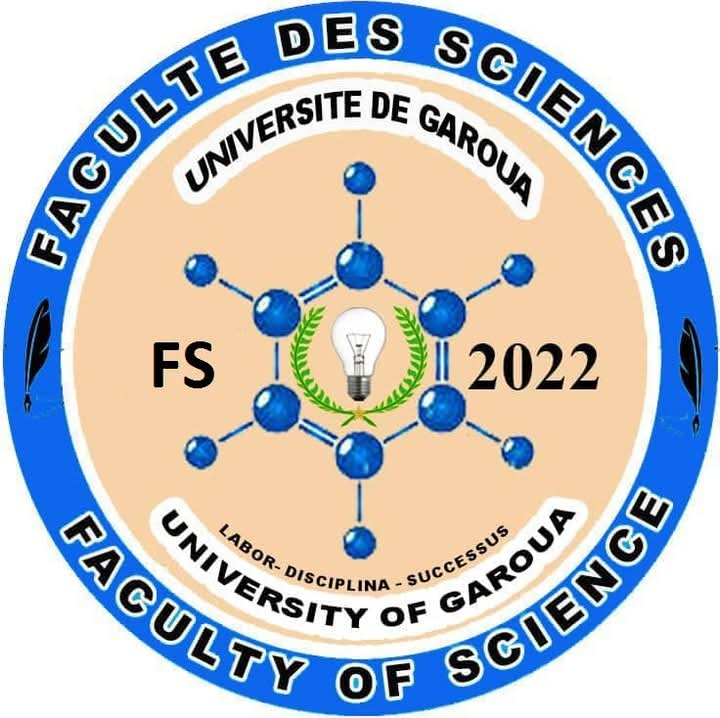 FACULTE DES SCIENCES
UNIVERSITE DE GAROUA
FS
2022
LABOR- DISCIPLINA - SUCCESSUS
UNIVERSITY OF GAROUA
FACULTY OF SCIENCE